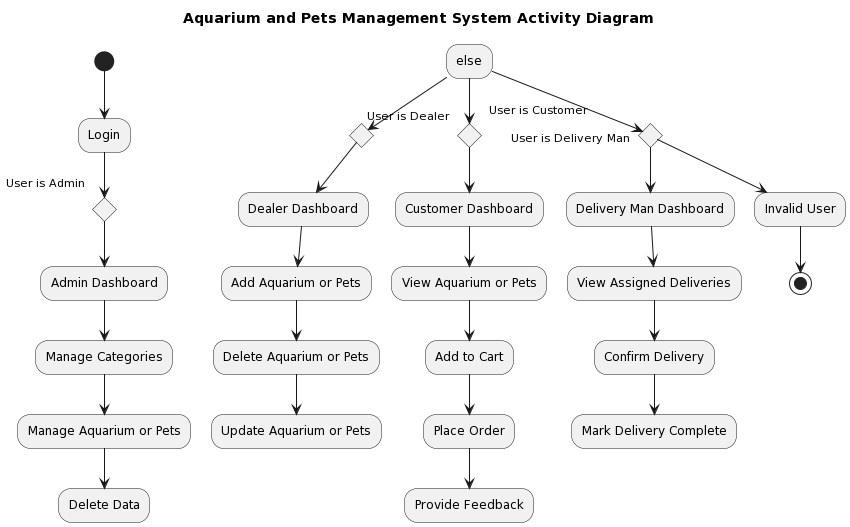 Aquarium and Pets Management System Activity Diagram
else
User is Dealer
User is Customer
Login
User is Delivery Man
User is Admin
Dealer Dashboard
Customer Dashboard
Delivery Man Dashboard
Invalid User
Admin Dashboard
Add Aquarium or Pets
View Aquarium or Pets
View Assigned Deliveries
Manage Categories
Delete Aquarium or Pets
Add to Cart
Confirm Delivery
Manage Aquarium or Pets
Update Aquarium or Pets
Place Order
Mark Delivery Complete
Delete Data
Provide Feedback